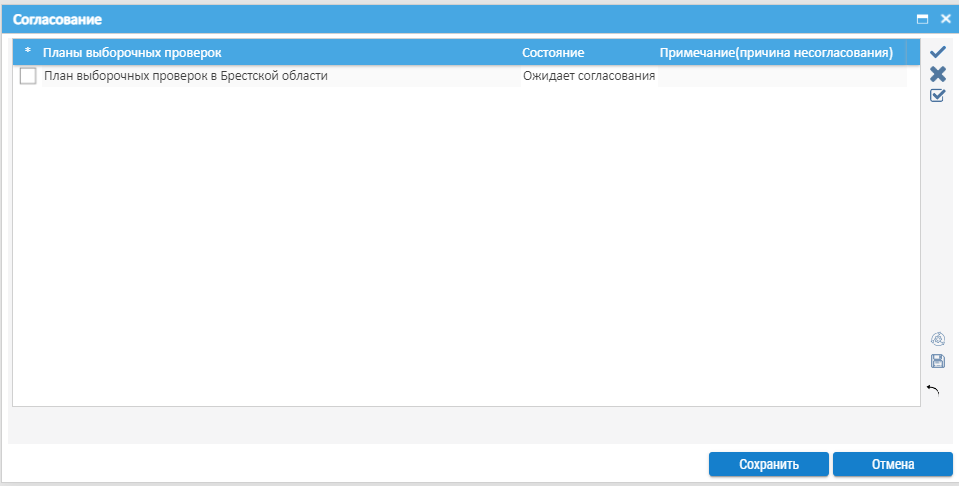 Согласование
* Планы выборочных проверок Состояние Примечание(причина несогласования)
План выборочных проверок в Брестской области Ожидает согласования
Сохранить Отмена